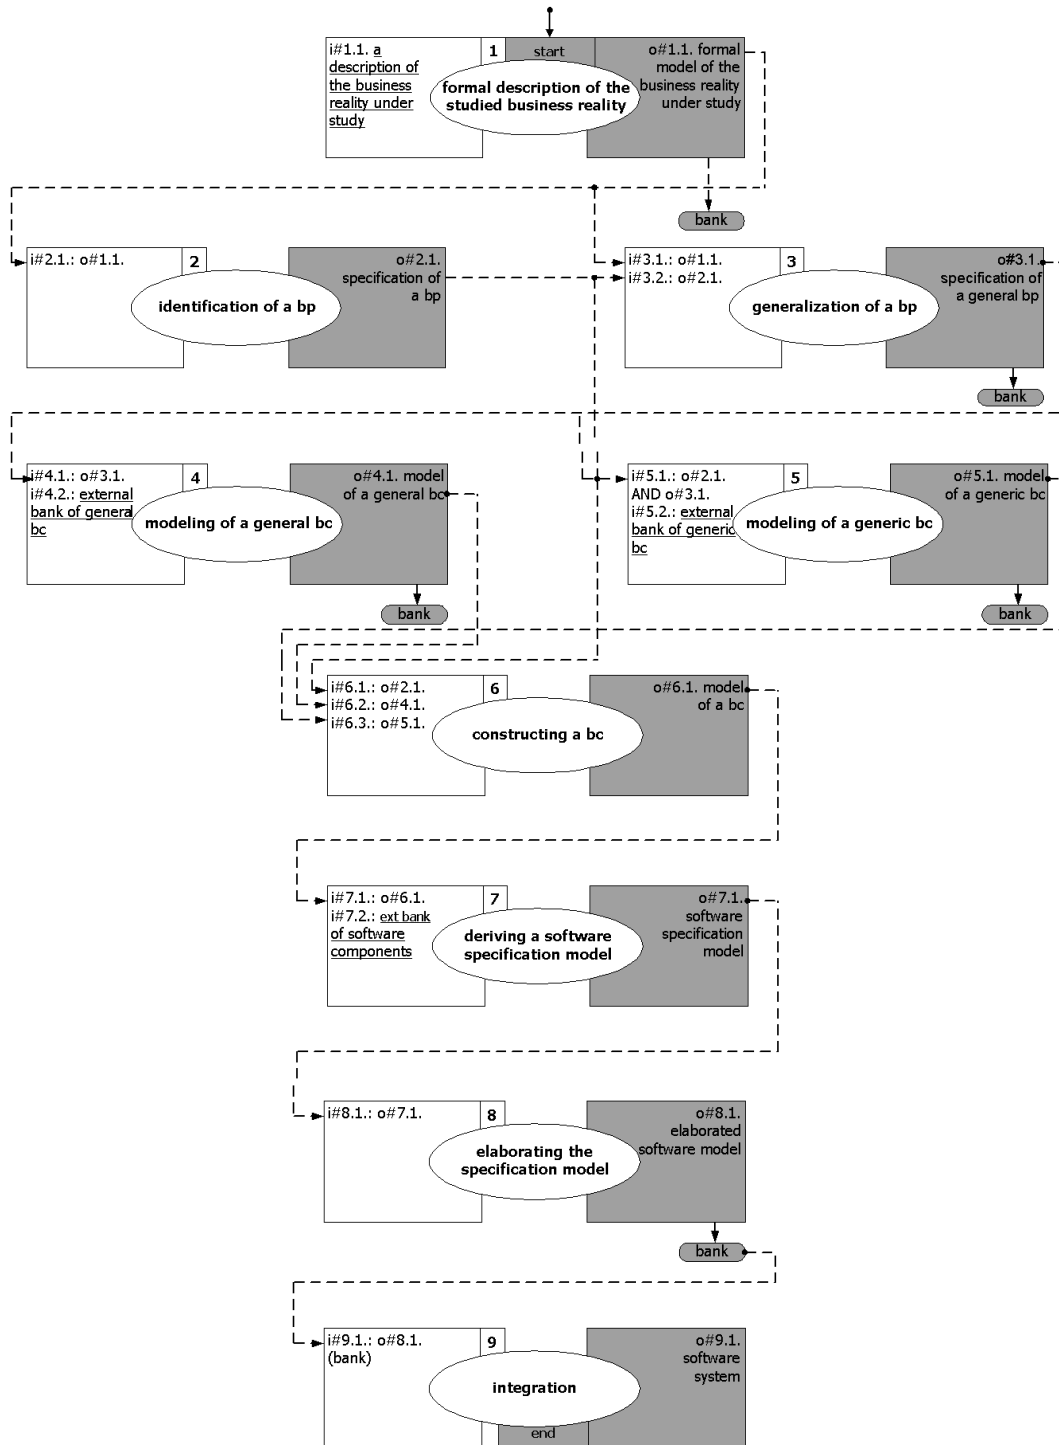 i#1.1. a
description of
the business
reality under
study
1
start
formal description of the
studied business reality
o#1.1. formal
model of the
business reality
under study
bank
i#2.1.: o#1.1.
2
identification of a bp
o#2.1.
specification of
a bp
i#3.1.: o#1.1.
i#3.2.: o#2.1.
3
generalization of a bp
o#3.1.
specification of
a general bp
bank
i#4.1.: o#3.1.
i#4.2.: external
bank of general
bc
4
modeling of a general bc
o#4.1. model
of a general bc
bank
i#5.1.: o#2.1.
AND o#3.1.
i#5.2.: external
bank of generic
bc
5
modeling of a generic bc
o#5.1. model
of a generic bc
bank
i#6.1.: o#2.1.
i#6.2.: o#4.1.
i#6.3.: o#5.1.
6
constructing a bc
o#6.1. model
of a bc
i#7.1.: o#6.1.
i#7.2.: ext bank
of software
components
7
deriving a software
specification model
o#7.1.
software
specification
model
i#8.1.: o#7.1.
8
elaborating the
specification model
o#8.1.
elaborated
software model
bank
i#9.1.: o#8.1.
(bank)
9
integration
o#9.1.
software
system
end